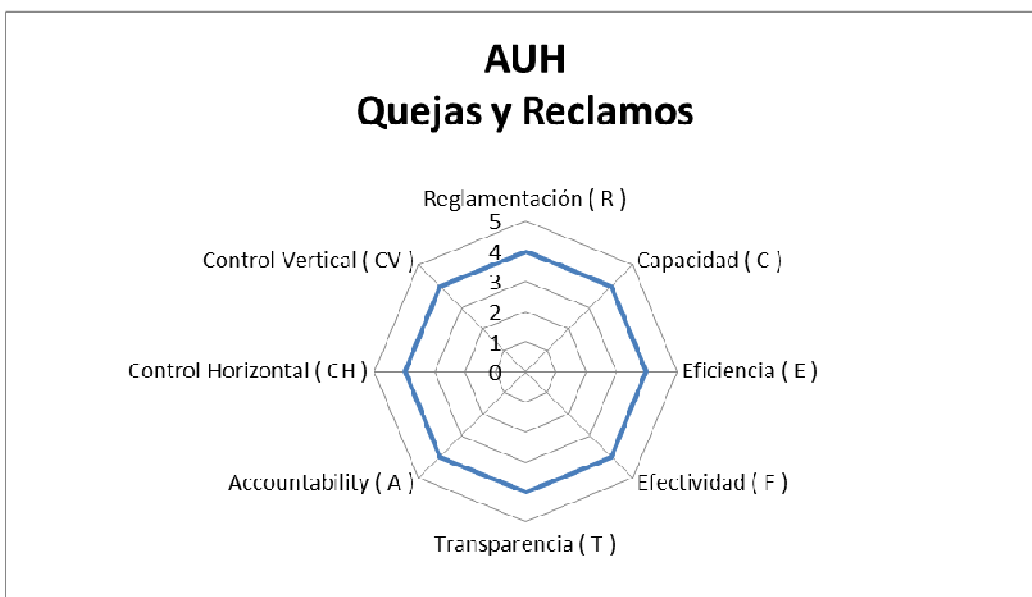 AUH
Quejas y Reclamos
Reglamentación ( R )
5
Control Vertical ( CV )
4
Capacidad ( C )
3
2
1
Control Horizontal ( CH )
0
Eficiencia ( E )
Accountability ( A )
Efectividad ( F )
Transparencia ( T )